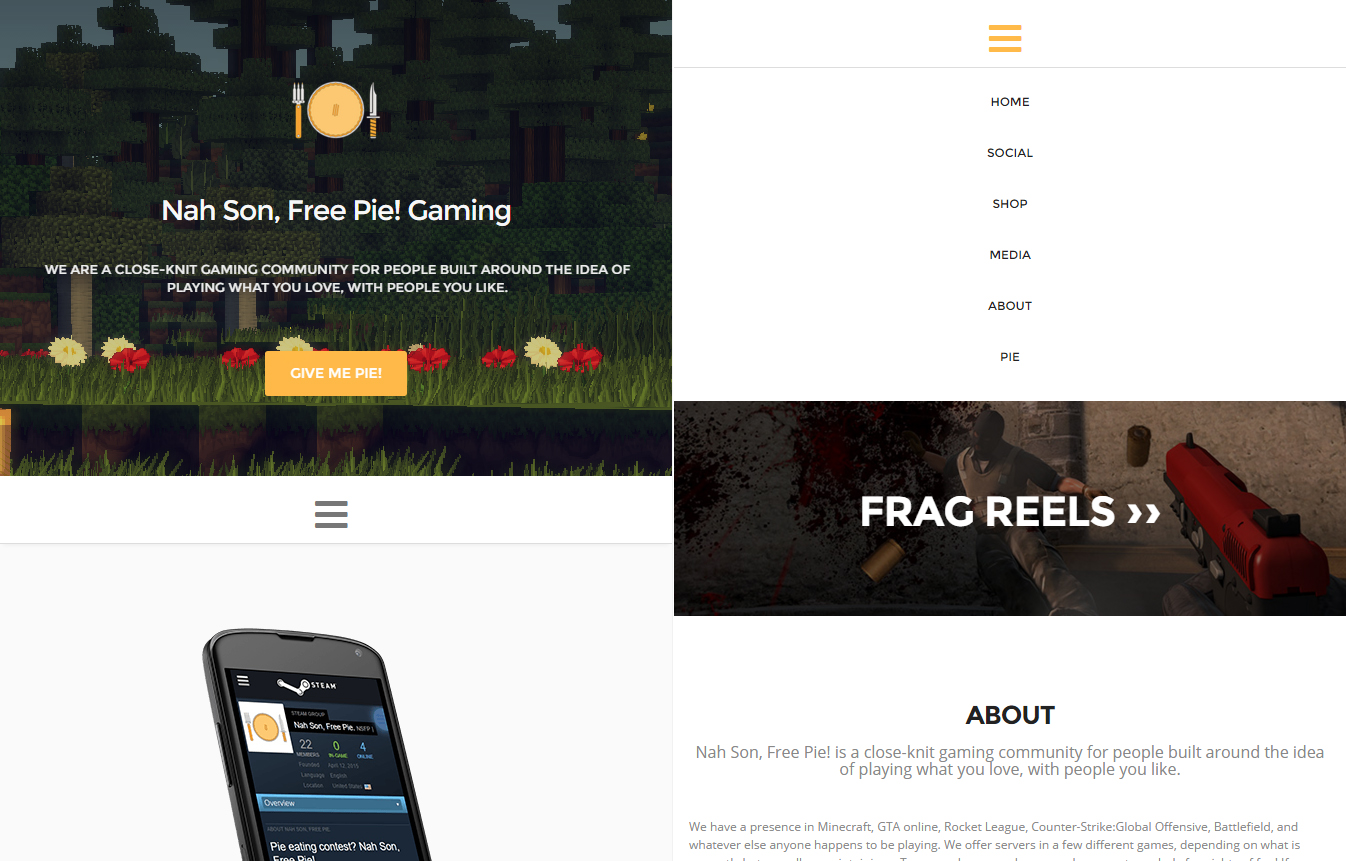 Nah Son, Free Pie! Gaming
WE ARE A CLOSE-KNIT GAMING COMMUNITY FOR PEOPLE BUILT AROUND THE IDEA OF
PLAYING WHAT YOU LOVE, WITH PEOPLE YOU LIKE.
GIVE ME PIE!
STEAM
STEAM GROUP
Nah Son, Free Pie. NSFP |
22 0 4
MEMBERS IN-GAME ONLINE
Founded April 12, 2015
Language English
Location United States
Overview
ABOUT NAH SON, FREE PIE
Pie eating contest? Nah Son,
Free Pie!
HOME
SOCIAL
SHOP
MEDIA
ABOUT
PIE
FRAG REELS ››
ABOUT
Nah Son, Free Pie! is a close-knit gaming community for people built around the idea
of playing what you love, with people you like.
We have a presence in Minecraft, GTA online, Rocket League, Counter-Strike:Global Offensive, Battlefield, and
whatever else anyone happens to be playing. We offer servers in a few different games, depending on what is